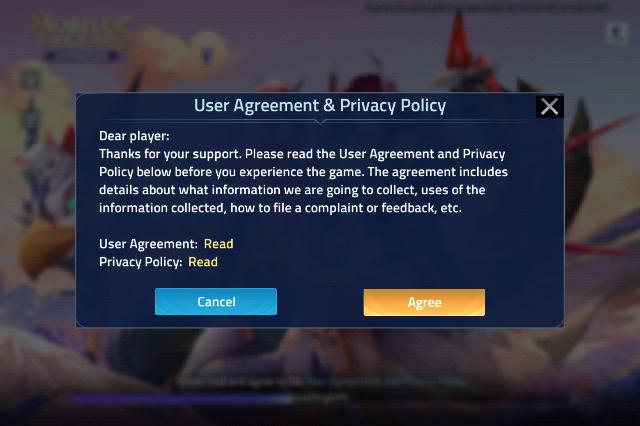 MOBILE
LEGENDS
User Agreement & Privacy Policy
Dear player:
Thanks for your support. Please read the User Agreement and Privacy
Policy below before you experience the game. The agreement includes
details about what information we are going to collect, uses of the
information collected, how to file a complaint or feedback, etc.
User Agreement: Read
Privacy Policy: Read
Cancel
Agree